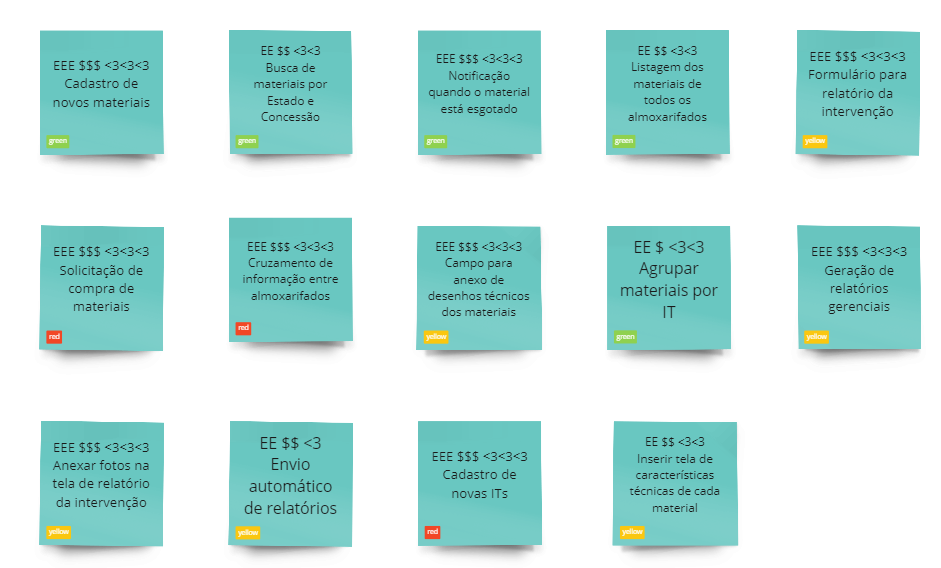 EEE $$$ <3<3<3
Cadastro de
novos materiais
green
EE $$ <3<3
Busca de
materiais por
Estado e
Concessão
green
EEE $$$ <3<3<3
Notificação
quando o material
está esgotado
green
EE $$ <3<3
Listagem dos
materiais de
todos os
almoxarifados
green
EEE $$$ <3<3<3
Formulário para
relatório da
intervenção
yellow
EEE $$$ <3<3<3
Solicitação de
compra de
materiais
red
EEE $$$ <3<3<3
Cruzamento de
informação entre
almoxarifados
red
EEE $$$ <3<3<3
Campo para
anexo de
desenhos técnicos
dos materiais
yellow
EE $ <3<3
Agrupar
materiais por
IT
green
EEE $$$ <3<3<3
Geração de
relatórios
gerenciais
yellow
EEE $$$ <3<3<3
Anexar fotos na
tela de relatório
da intervenção
yellow
EE $$ <3
Envio
automático
de relatórios
yellow
EEE $$$ <3<3<3
Cadastro de
novas ITs
red
EE $$ <3<3
Inserir tela de
características
técnicas de cada
material
yellow